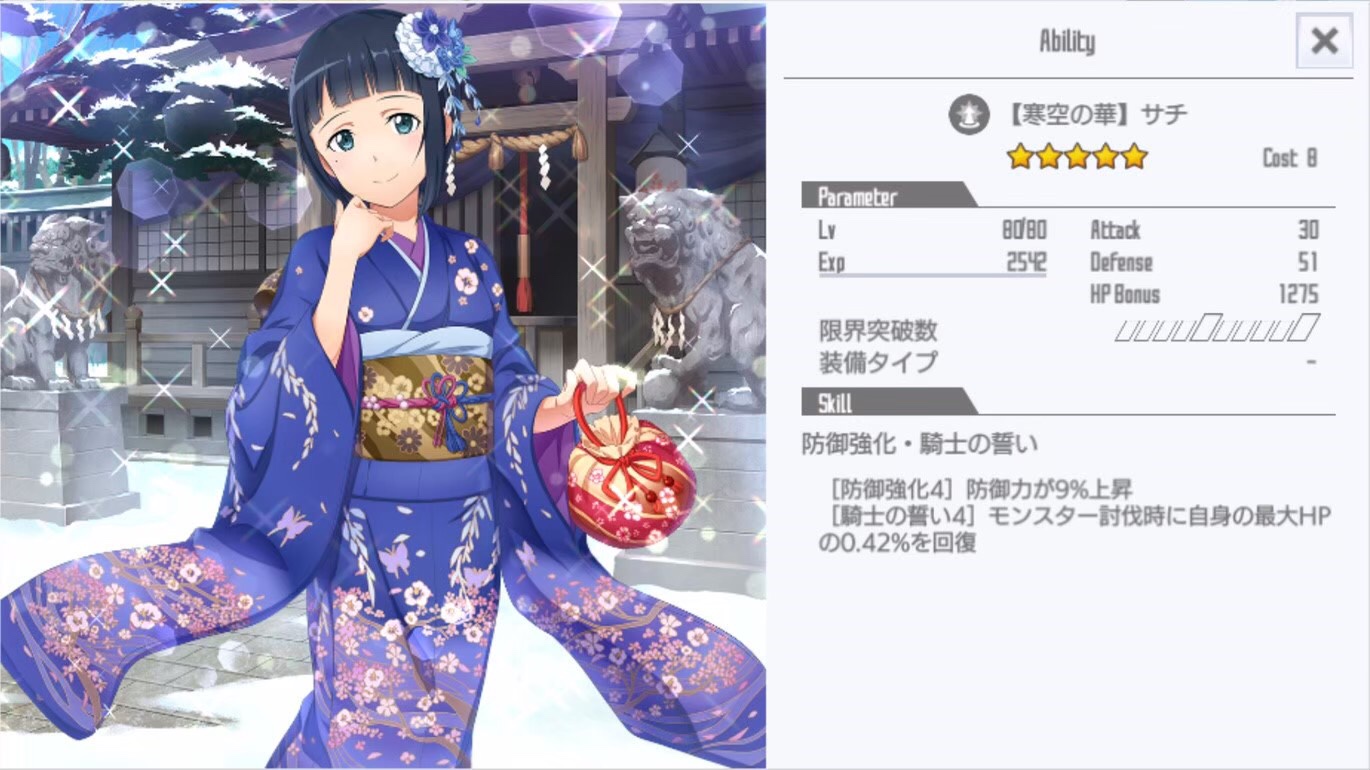 Ability
【寒空の華】サチ
Cost 8
Parameter
Lv 80/80 Attack 30
Exp 2542 Defense 51
HP Bonus 1275
限界突破数
装備タイプ -
Skill
防御強化・騎士の誓い
［防御強化4］防御力が9%上昇
［騎士の誓い4］モンスター討伐時に自身の最大HP
の0.42%を回復